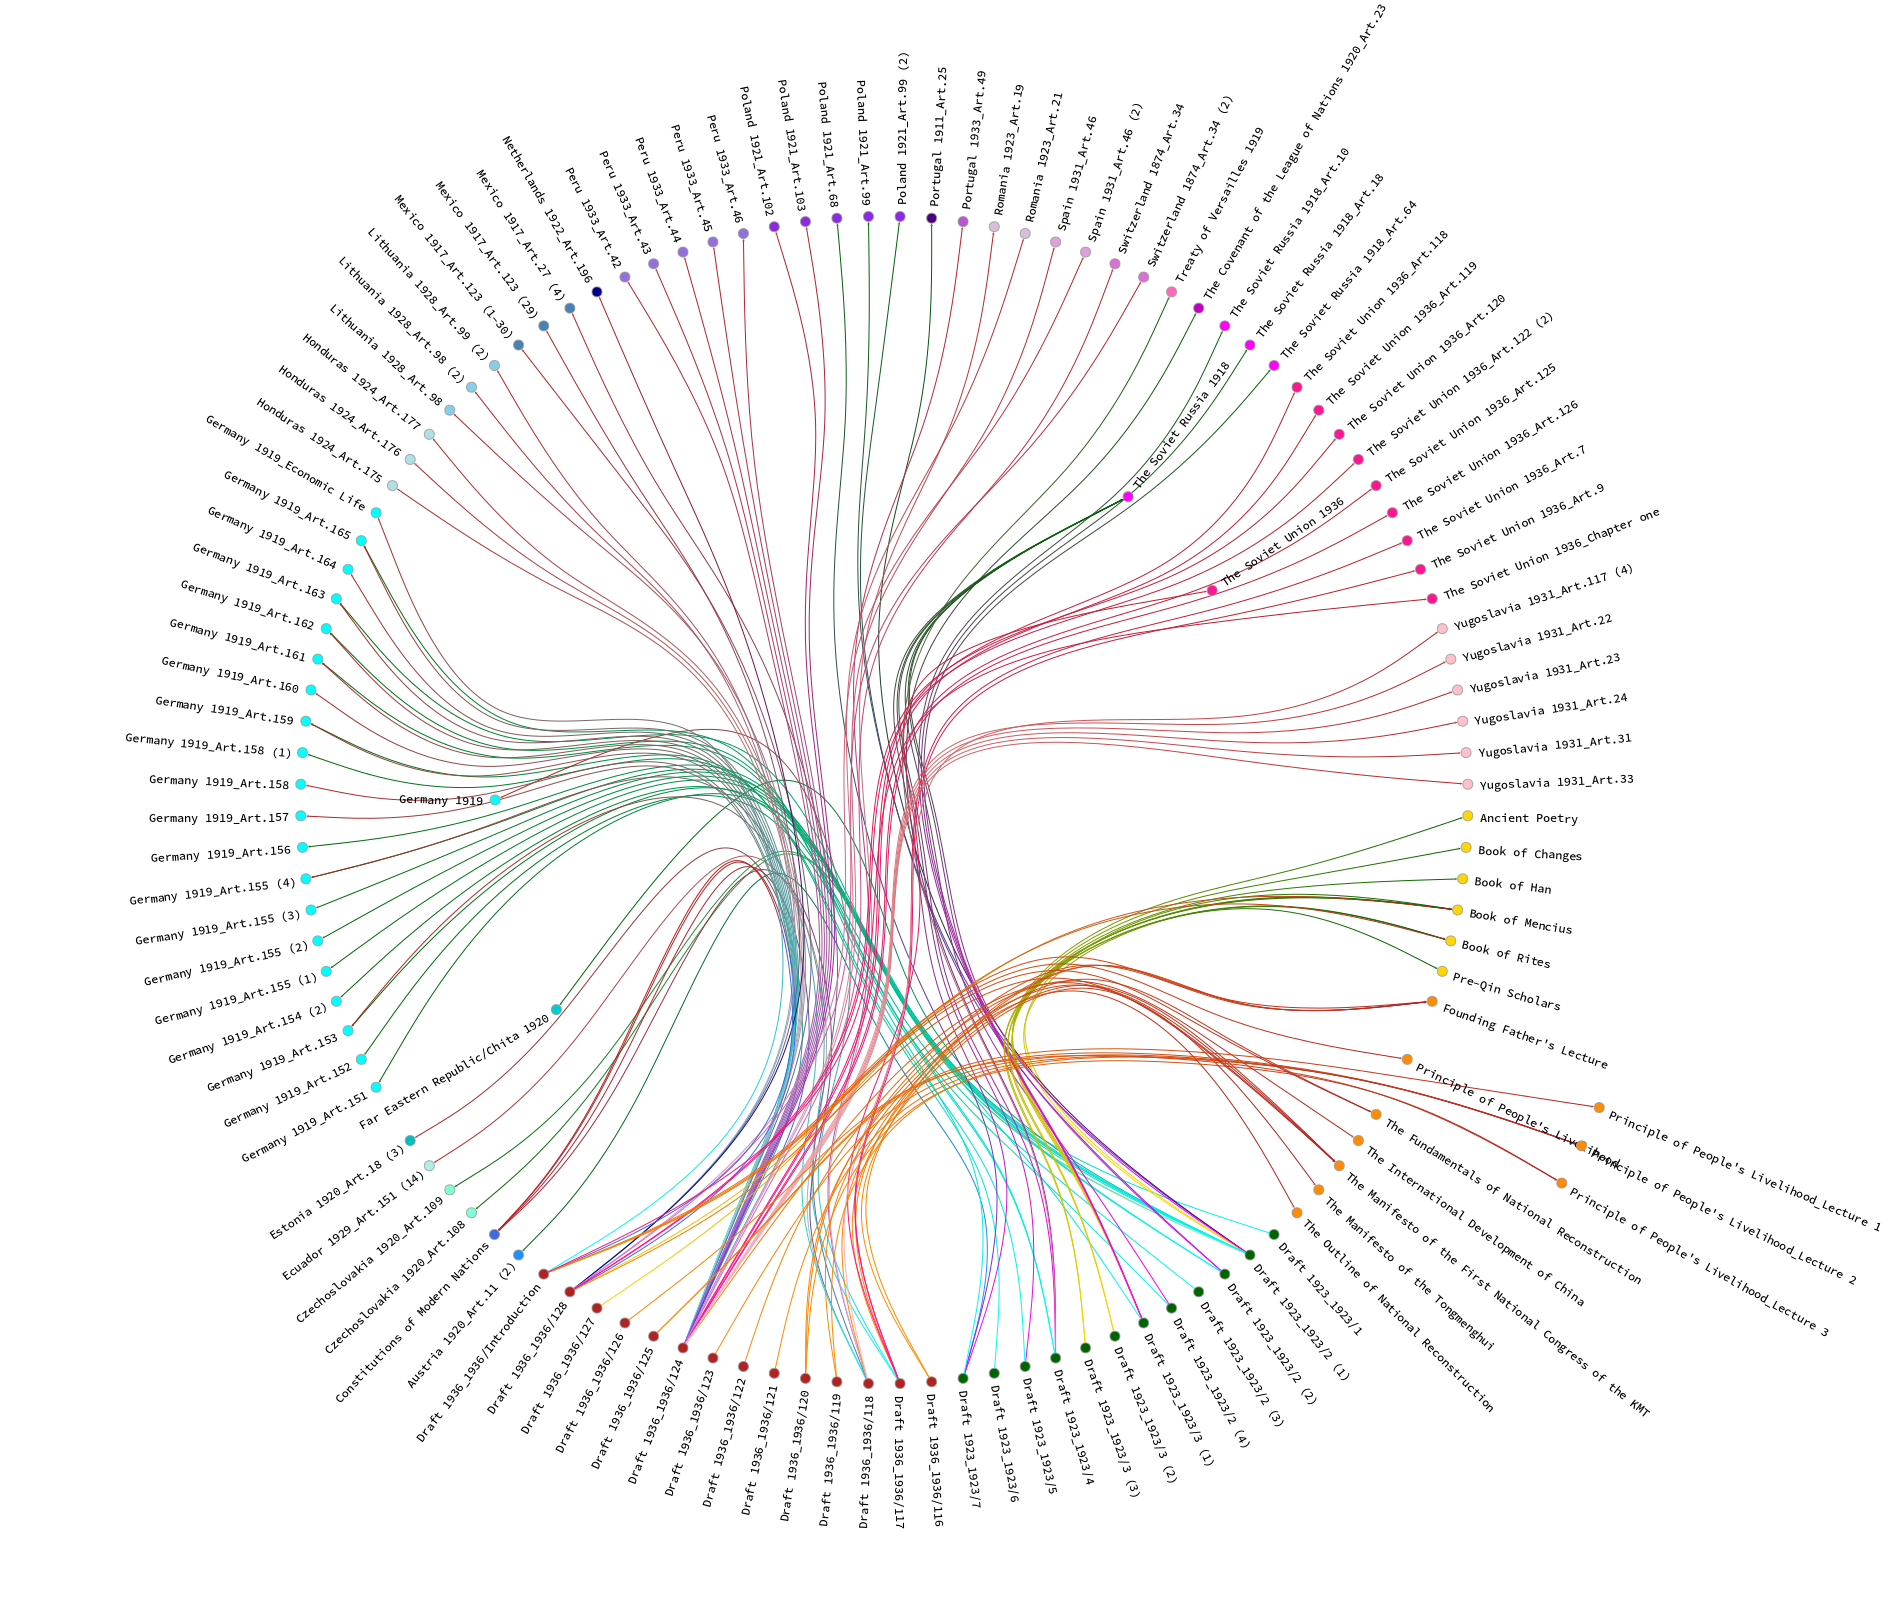 Poland 1921_Art.99 (2)
Portugal 1911_Art.25
Portugal 1933_Art.49
Romania 1923_Art.19
Romania 1923_Art.21
Spain 1931_Art.46
Spain 1931_Art.46 (2)
Switzerland 1874_Art.34
Switzerland 1874_Art.34 (2)
Treaty of Versailles 1919
The Covenant of the League of Nations 1920_Art.23
The Soviet Russia 1918_Art.10
The Soviet Russia 1918_Art.18
The Soviet Russia 1918_Art.64
The Soviet Russia 1918
The Soviet Union 1936_Art.118
The Soviet Union 1936_Art.119
The Soviet Union 1936_Art.120
The Soviet Union 1936_Art.122 (2)
The Soviet Union 1936_Art.125
The Soviet Union 1936_Art.126
The Soviet Union 1936_Art.7
The Soviet Union 1936_Art.9
The Soviet Union 1936_Chapter one
The Soviet Union 1936
Yugoslavia 1931_Art.117 (4)
Yugoslavia 1931_Art.22
Yugoslavia 1931_Art.23
Yugoslavia 1931_Art.24
Yugoslavia 1931_Art.31
Yugoslavia 1931_Art.33
Ancient Poetry
Book of Changes
Book of Han
Book of Mencius
Book of Rites
Pre-Qin Scholars
Founding Father's Lecture
Principle of People's Livelihood
Principle of People's Livelihood_Lecture 1
Principle of People's Livelihood_Lecture 2
Principle of People's Livelihood_Lecture 3
The Fundamentals of National Reconstruction
The International Development of China
The Manifesto of the First National Congress of the KMT
The Manifesto of the Tongmenghui
The Outline of National Reconstruction
Draft 1923_1923/1
Draft 1923_1923/2 (1)
Draft 1923_1923/2 (2)
Draft 1923_1923/2 (3)
Draft 1923_1923/2 (4)
Draft 1923_1923/3 (1)
Draft 1923_1923/3 (2)
Draft 1923_1923/3 (3)
Draft 1923_1923/4
Draft 1923_1923/5
Draft 1923_1923/6
Draft 1923_1923/7
Draft 1936_1936/116
Draft 1936_1936/117
Draft 1936_1936/118
Draft 1936_1936/119
Draft 1936_1936/120
Draft 1936_1936/121
Draft 1936_1936/122
Draft 1936_1936/123
Draft 1936_1936/124
Draft 1936_1936/125
Draft 1936_1936/126
Draft 1936_1936/127
Draft 1936_1936/128
Draft 1936_1936/Introduction
Austria 1920_Art.11 (2)
Constitutions of Modern Nations
Czechoslovakia 1920_Art.108
Czechoslovakia 1920_Art.109
Ecuador 1929_Art.151 (14)
Estonia 1920_Art.18 (3)
Far Eastern Republic/Chita 1920
Germany 1919_Art.151
Germany 1919_Art.152
Germany 1919_Art.153
Germany 1919_Art.154 (2)
Germany 1919_Art.155 (1)
Germany 1919_Art.155 (2)
Germany 1919_Art.155 (3)
Germany 1919_Art.155 (4)
Germany 1919_Art.156
Germany 1919_Art.157
Germany 1919
Germany 1919_Art.158
Germany 1919_Art.158 (1)
Germany 1919_Art.159
Germany 1919_Art.160
Germany 1919_Art.161
Germany 1919_Art.162
Germany 1919_Art.163
Germany 1919_Art.164
Germany 1919_Art.165
Germany 1919_Economic Life
Honduras 1924_Art.175
Honduras 1924_Art.176
Honduras 1924_Art.177
Lithuania 1928_Art.98
Lithuania 1928_Art.98 (2)
Lithuania 1928_Art.99 (2)
Mexico 1917_Art.123 (1-30)
Mexico 1917_Art.123 (29)
Mexico 1917_Art.27 (4)
Netherlands 1922_Art.196
Peru 1933_Art.42
Peru 1933_Art.43
Peru 1933_Art.44
Peru 1933_Art.45
Peru 1933_Art.46
Poland 1921_Art.102
Poland 1921_Art.103
Poland 1921_Art.68
Poland 1921_Art.99